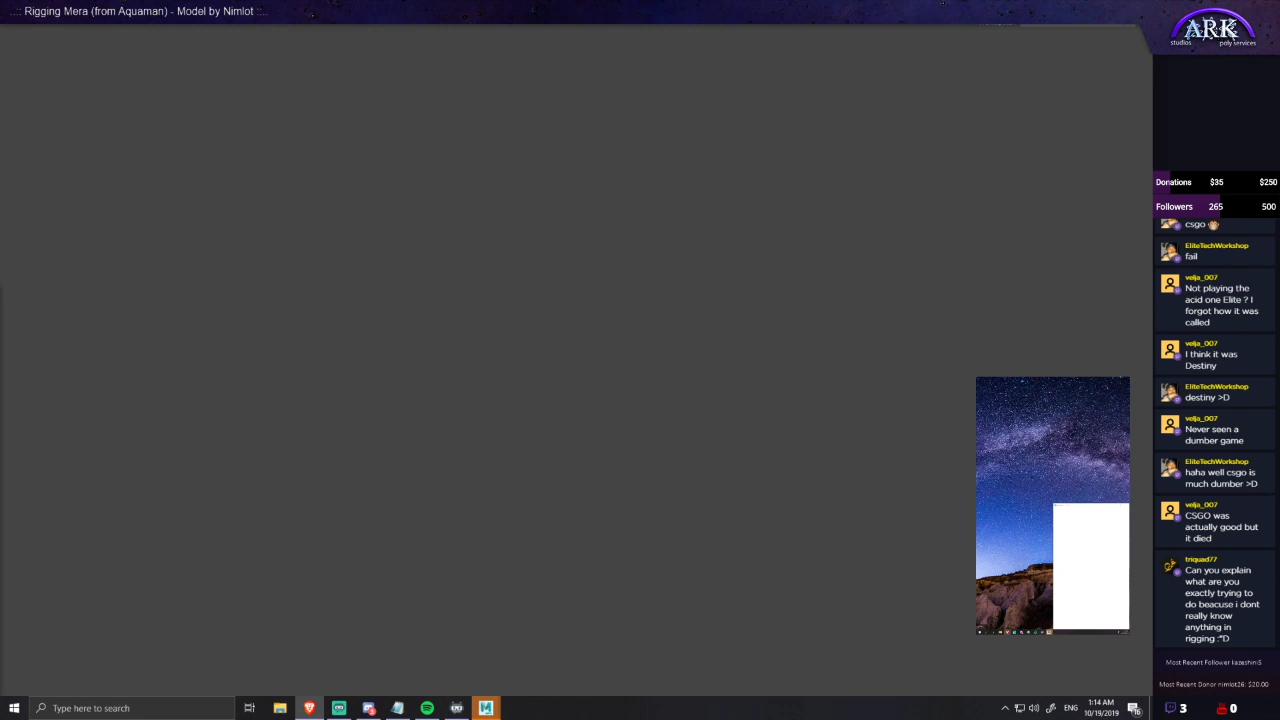 ..:: Rigging Mera (from Aquaman) - Model by Nimlot ::..
ARK
studios
poly services
Donations $35 $250
Followers 265 500
csgo
EliteTechWorkshop
fail
velja_007
Not playing the
acid one Elite ? I
forgot how it was
called
velja_007
I think it was
Destiny
EliteTechWorkshop
destiny >D
velja_007
Never seen a
dumber game
EliteTechWorkshop
haha well csgo is
much dumber >D
velja_007
CSGO was
actually good but
it died
triquad77
Can you explain
what are you
exactly trying to
do beacuse i dont
really know
anything in
rigging :"D
Most Recent Follower kazeshini5
Most Recent Donor nimlot26: $20.00
Type here to search
ENG
1:14 AM
10/19/2019
16
3
0